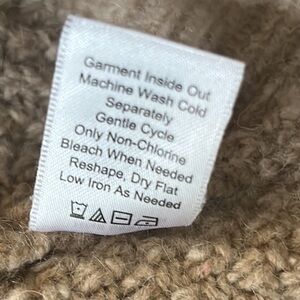 Garment Inside Out
Machine Wash Cold
Separately
Gentle Cycle
Only Non-Chlorine
Bleach When Needed
Reshape, Dry Flat
Low Iron As Needed